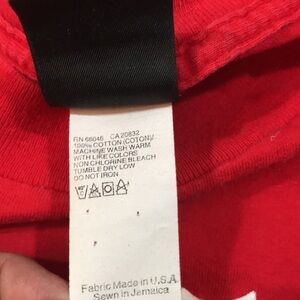 RN 66046 CA 20832
100% COTTON (COTON)
MACHINE WASH WARM
WITH LIKE COLORS
NON CHLORINE BLEACH
TUMBLE DRY LOW
DO NOT IRON
Fabric Made in U.S.A
Sewn in Jamaica